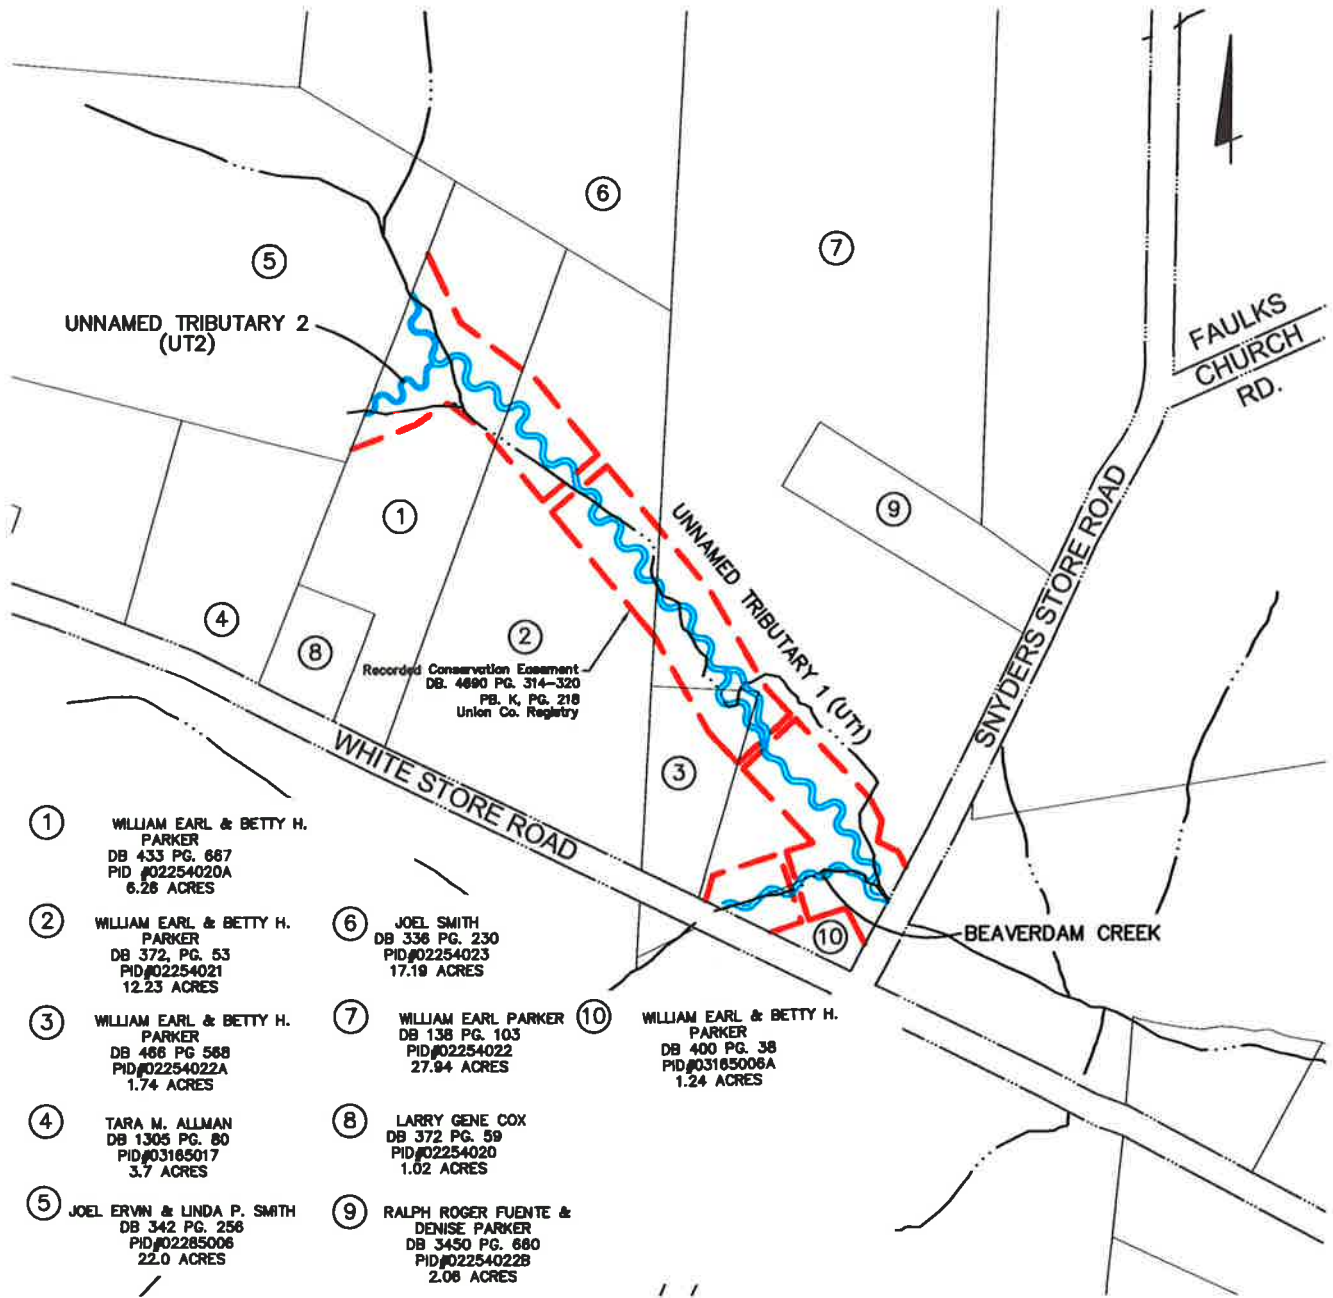 6
7
5
UNNAMED TRIBUTARY 2
(UT2)
FAULKS
CHURCH
RD.
9
1
UNNAMED TRIBUTARY 1 (UT1)
SNYDERS STORE ROAD
4
2
8
Recorded Conservation Easement
DB. 4690 PG. 314-320
PB. K, PG. 218
Union Co. Registry
3
WHITE STORE ROAD
10
BEAVERDAM CREEK
1
WILLIAM EARL & BETTY H.
PARKER
DB 433 PG. 667
PID #02254020A
6.26 ACRES
2
WILLIAM EARL & BETTY H.
PARKER
DB 372, PG. 53
PID#02254021
12.23 ACRES
3
WILLIAM EARL & BETTY H.
PARKER
DB 466 PG 568
PID#02254022A
1.74 ACRES
4
TARA M. ALLMAN
DB 1305 PG. 80
PID#03165017
3.7 ACRES
5
JOEL ERVIN & LINDA P. SMITH
DB 342 PG. 256
PID#02285006
22.0 ACRES
6
JOEL SMITH
DB 336 PG. 230
PID#02254023
17.19 ACRES
7
WILLIAM EARL PARKER
DB 138 PG. 103
PID#02254022
27.94 ACRES
8
LARRY GENE COX
DB 372 PG. 59
PID#02254020
1.02 ACRES
9
RALPH ROGER FUENTE &
DENISE PARKER
DB 3450 PG. 680
PID#02254022B
2.06 ACRES
10
WILLIAM EARL & BETTY H.
PARKER
DB 400 PG. 38
PID#03165006A
1.24 ACRES